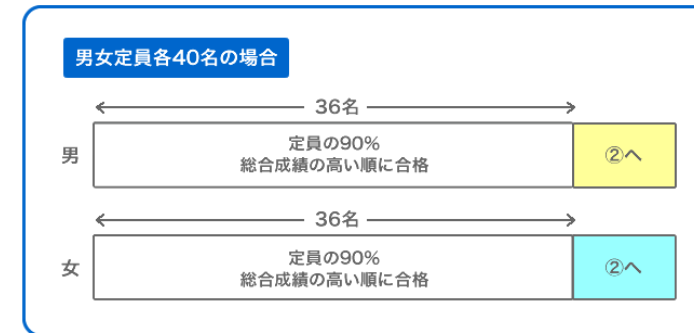 男女定員各40名の場合
36名
男
定員の90%
総合成績の高い順に合格
②へ
36名
女
定員の90%
総合成績の高い順に合格
②へ